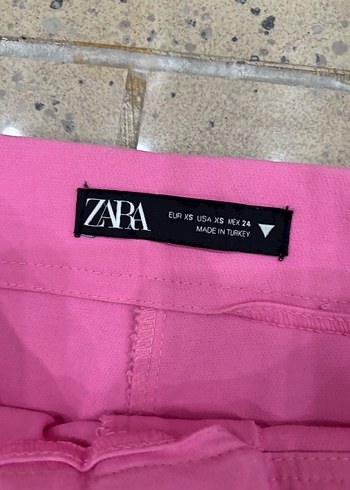 ZARA
EUR XS USA XS MEX 24
MADE IN TURKEY